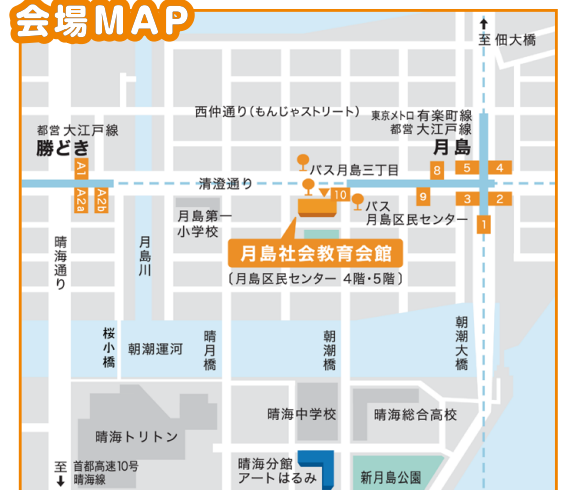 会場MAP
至 佃大橋
西仲通り(もんじゃストリート)
東京メトロ 有楽町線
都営 大江戸線
月島
都営 大江戸線
勝どき
A1
A2a
A2b
清澄通り
バス月島三丁目
8
5
4
10
9
3
2
1
バス
月島区民センター
月島第一
小学校
月島社会教育会館
〔月島区民センター 4階・5階〕
晴海通り
月島川
桜小橋
朝潮運河
晴月橋
朝潮橋
朝潮大橋
晴海トリトン
晴海中学校
晴海総合高校
至 首都高速10号
晴海線
晴海分館
アートはるみ
新月島公園